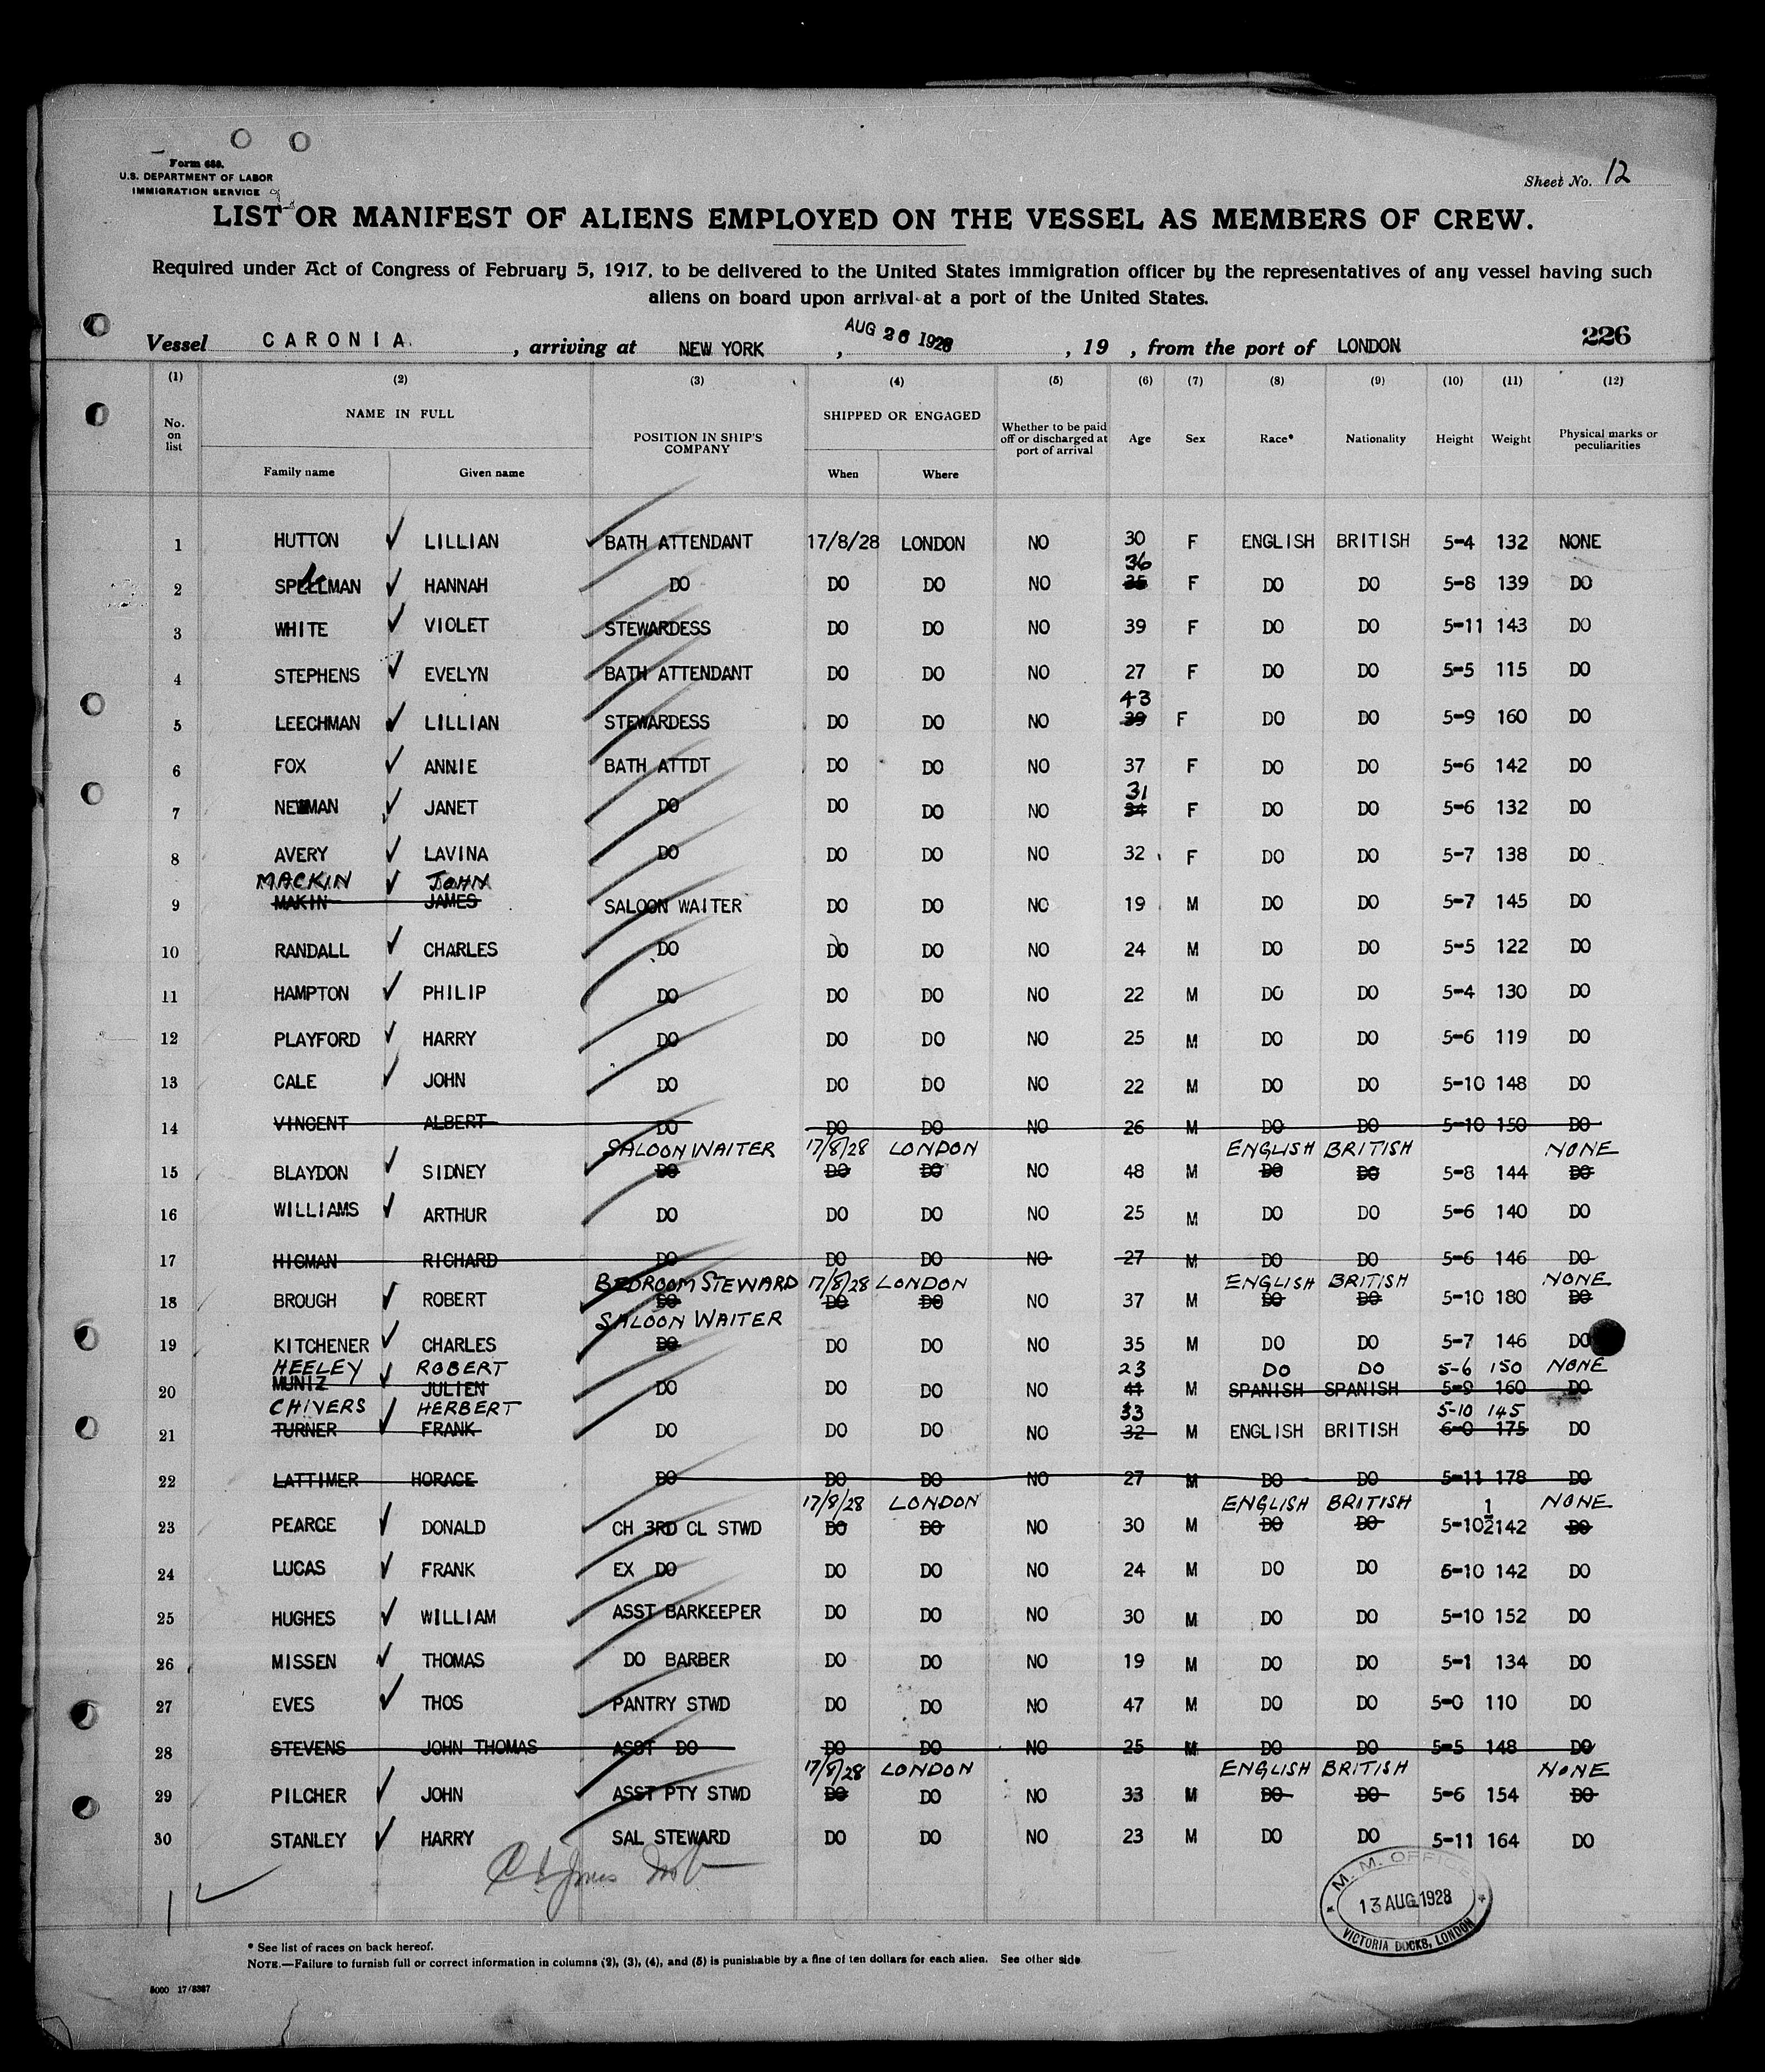 Form 680.
U.S. DEPARTMENT OF LABOR
IMMIGRATION SERVICE
Sheet No. 12
LIST OR MANIFEST OF ALIENS EMPLOYED ON THE VESSEL AS MEMBERS OF CREW.
Required under Act of Congress of February 5, 1917, to be delivered to the United States immigration officer by the representatives of any vessel having such
aliens on board upon arrival at a port of the United States.
Vessel CARONIA. , arriving at NEW YORK , AUG 26 1928 , 19 , from the port of LONDON 226
(1) (2) (3) (4) (5) (6) (7) (8) (9) (10) (11) (12)
No. on list NAME IN FULL Family name Given name POSITION IN SHIP'S COMPANY SHIPPED OR ENGAGED When Where Whether to be paid off or discharged at port of arrival Age Sex Race* Nationality Height Weight Physical marks or peculiarities
1 HUTTON LILLIAN BATH ATTENDANT 17/8/28 LONDON NO 30 F ENGLISH BRITISH 5-4 132 NONE
36
2 SPELLMAN HANNAH DO DO DO NO 35 F DO DO 5-8 139 DO
3 WHITE VIOLET STEWARDESS DO DO NO 39 F DO DO 5-11 143 DO
4 STEPHENS EVELYN BATH ATTENDANT DO DO NO 27 F DO DO 5-5 115 DO
43
5 LEECHMAN LILLIAN STEWARDESS DO DO NO 39 F DO DO 5-9 160 DO
6 FOX ANNIE BATH ATTDT DO DO NO 37 F DO DO 5-6 142 DO
31
7 NEWMAN JANET DO DO DO NO 34 F DO DO 5-6 132 DO
8 AVERY LAVINA DO DO DO NO 32 F DO DO 5-7 138 DO
MACKIN JOHN
9 MAKIN JAMES SALOON WAITER DO DO NO 19 M DO DO 5-7 145 DO
10 RANDALL CHARLES DO DO DO NO 24 M DO DO 5-5 122 DO
11 HAMPTON PHILIP DO DO DO NO 22 M DO DO 5-4 130 DO
12 PLAYFORD HARRY DO DO DO NO 25 M DO DO 5-6 119 DO
13 CALE JOHN DO DO DO NO 22 M DO DO 5-10 148 DO
14 VINCENT ALBERT DO DO DO NO 26 M DO DO 5-10 150 DO
SALOON WAITER 17/8/28 LONDON ENGLISH BRITISH NONE
15 BLAYDON SIDNEY DO DO DO NO 48 M DO DO 5-8 144 DO
16 WILLIAMS ARTHUR DO DO DO NO 25 M DO DO 5-6 140 DO
17 HIGMAN RICHARD DO DO DO NO 27 M DO DO 5-6 146 DO
BEDROOM STEWARD 17/8/28 LONDON ENGLISH BRITISH NONE
18 BROUGH ROBERT DO DO DO NO 37 M DO DO 5-10 180 DO
SALOON WAITER
19 KITCHENER CHARLES DO DO DO NO 35 M DO DO 5-7 146 DO
HEELEY ROBERT 23 DO DO 5-6 150 NONE
20 MUNIZ JULIEN DO DO DO NO 41 M SPANISH SPANISH 5-9 160 DO
CHIVERS HERBERT 33 5-10 145
21 TURNER FRANK DO DO DO NO 32 M ENGLISH BRITISH 6-0 175 DO
22 LATTIMER HORACE DO DO DO NO 27 M DO DO 5-11 178 DO
17/8/28 LONDON ENGLISH BRITISH NONE
23 PEARCE DONALD CH 3RD CL STWD DO DO NO 30 M DO DO 5-10 1/2 142 DO
24 LUCAS FRANK EX DO DO DO NO 24 M DO DO 5-10 142 DO
25 HUGHES WILLIAM ASST BARKEEPER DO DO NO 30 M DO DO 5-10 152 DO
26 MISSEN THOMAS DO BARBER DO DO NO 19 M DO DO 5-1 134 DO
27 EVES THOS PANTRY STWD DO DO NO 47 M DO DO 5-0 110 DO
28 STEVENS JOHN THOMAS ASST DO DO DO NO 25 M DO DO 5-5 148 DO
17/8/28 LONDON ENGLISH BRITISH NONE
29 PILCHER JOHN ASST PTY STWD DO DO NO 33 M DO DO 5-6 154 DO
30 STANLEY HARRY SAL STEWARD DO DO NO 23 M DO DO 5-11 164 DO
M. M. OFFICE
13 AUG. 1928
VICTORIA DOCKS, LONDON
* See list of races on back hereof.
NOTE.—Failure to furnish full or correct information in columns (2), (3), (4), and (5) is punishable by a fine of ten dollars for each alien. See other side